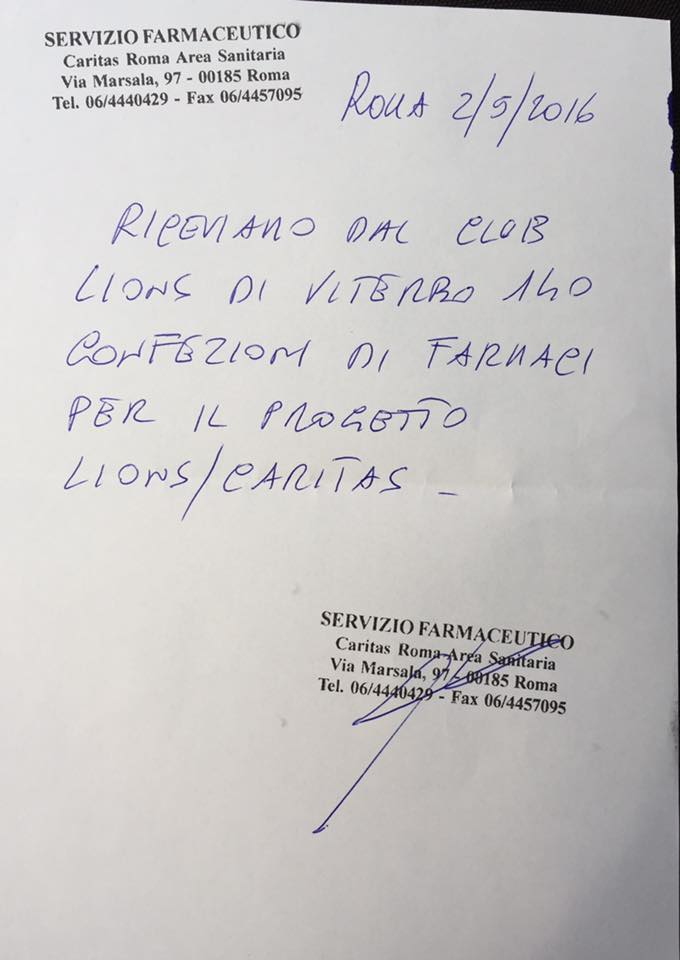 SERVIZIO FARMACEUTICO
Caritas Roma Area Sanitaria
Via Marsala, 97 - 00185 Roma
Tel. 06/4440429 - Fax 06/4457095
ROMA 2/5/2016
RICEVIAMO DAL CLUB
LIONS DI VITERBO 140
CONFEZIONI DI FARMACI
PER IL PROGETTO
LIONS/CARITAS -
SERVIZIO FARMACEUTICO
Caritas Roma Area Sanitaria
Via Marsala, 97 - 00185 Roma
Tel. 06/4440429 - Fax 06/4457095